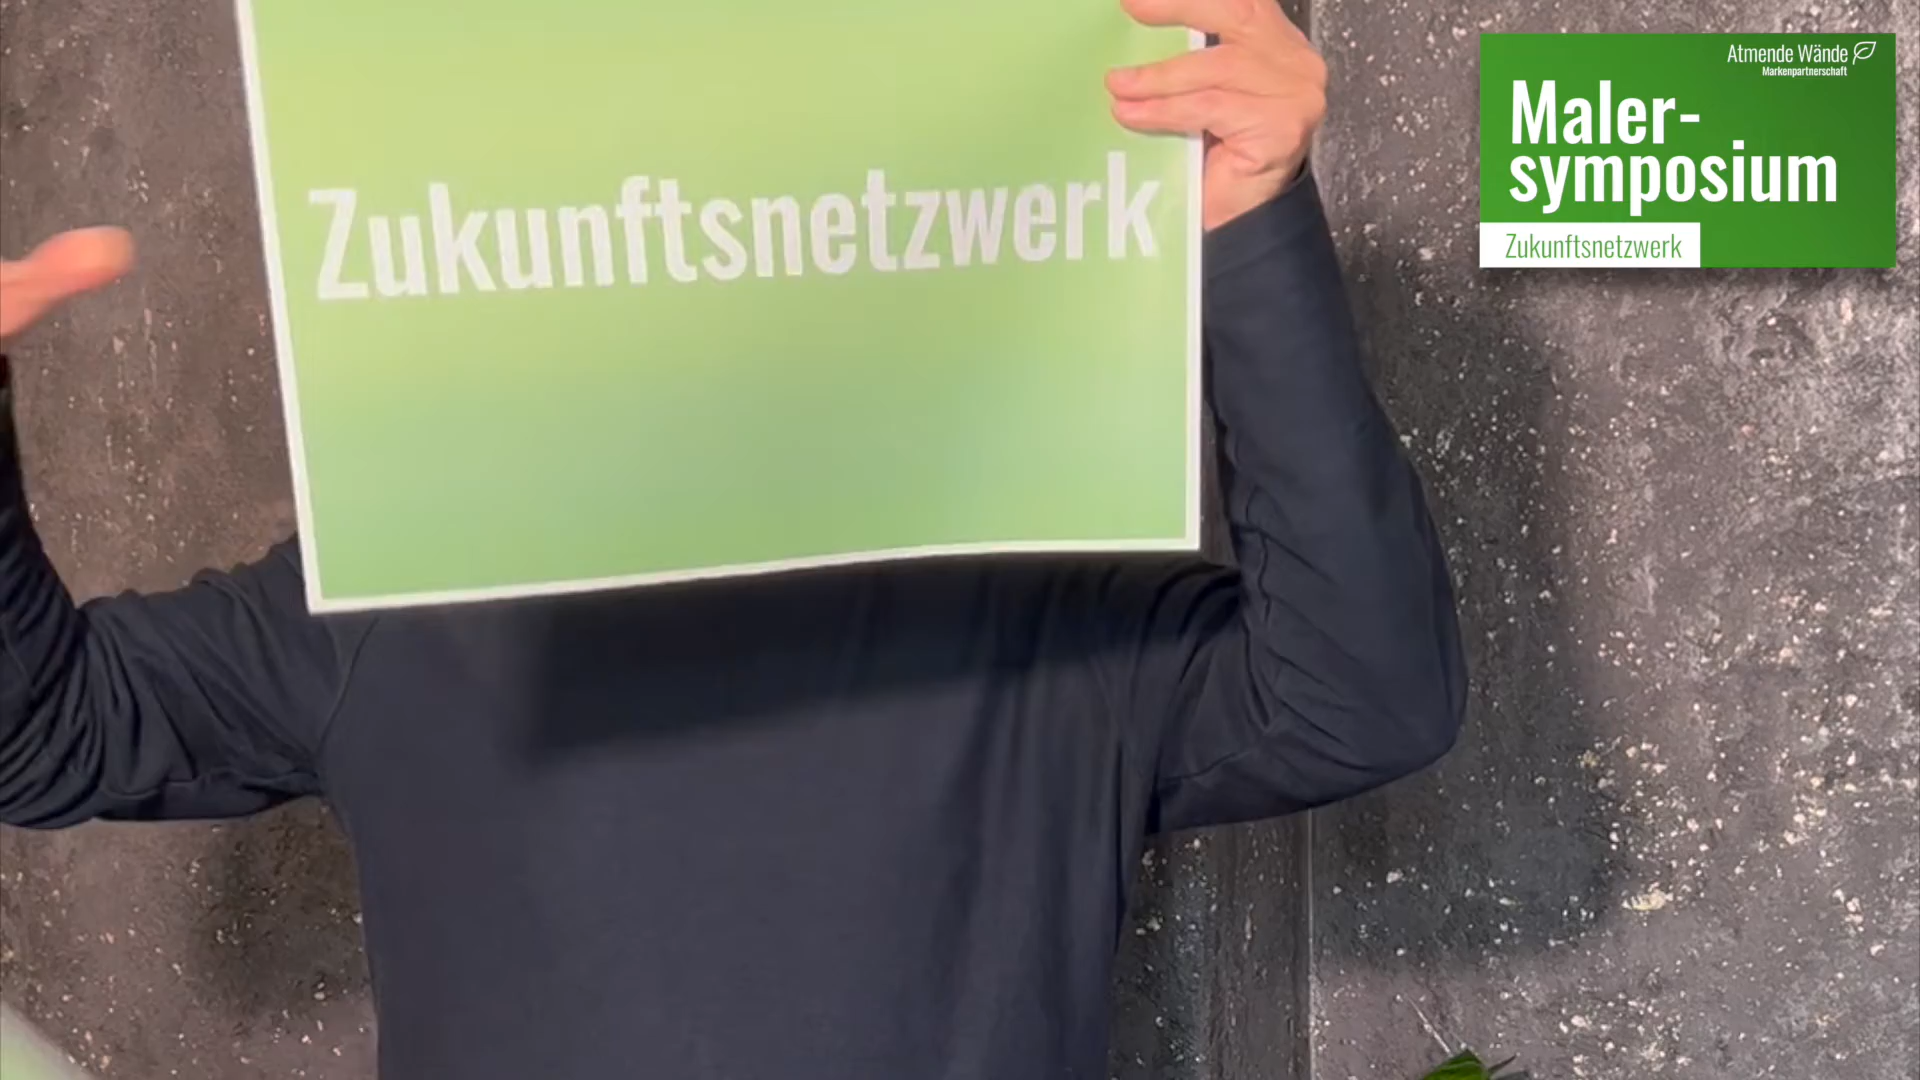 Zukunftsnetzwerk
Atmende Wände
Markenpartnerschaft
Maler-
symposium
Zukunftsnetzwerk